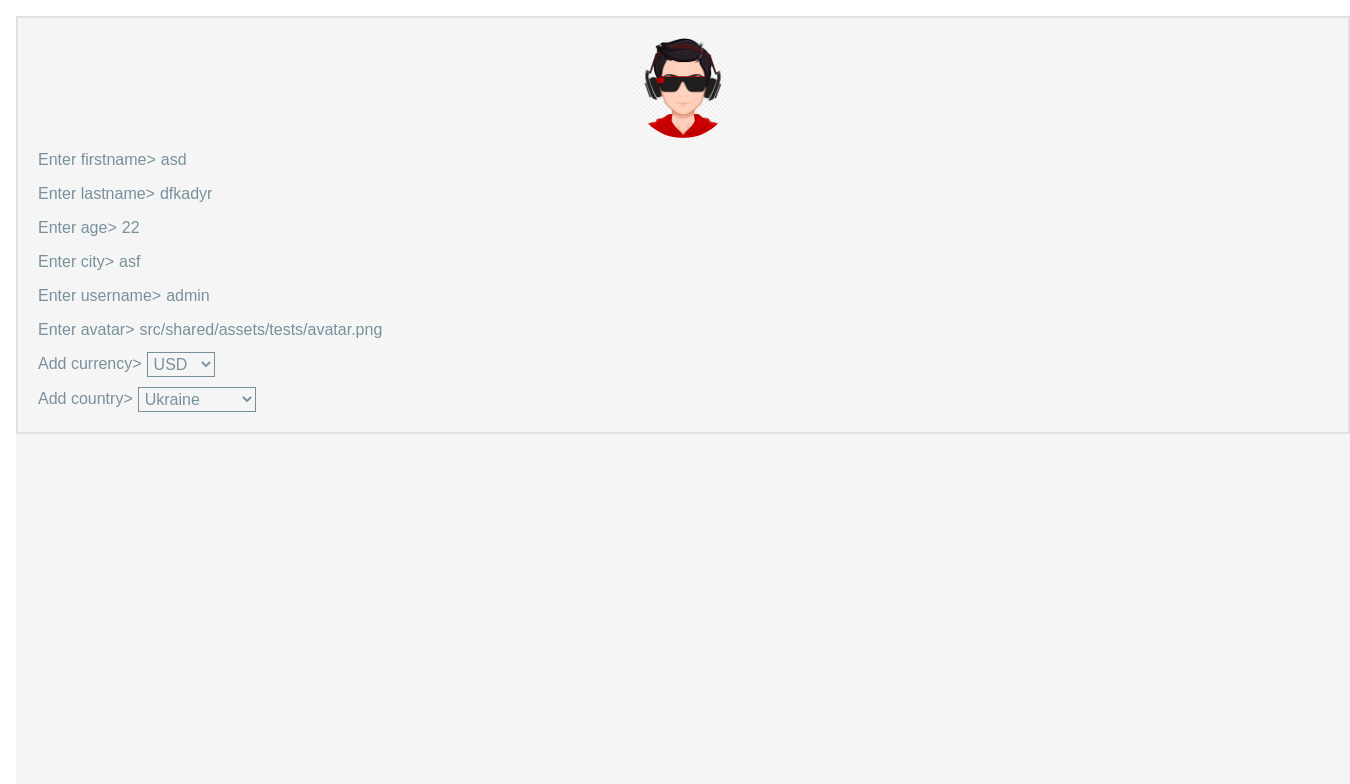 Enter firstname> asd
Enter lastname> dfkadyr
Enter age> 22
Enter city> asf
Enter username> admin
Enter avatar> src/shared/assets/tests/avatar.png
Add currency> USD
Add country> Ukraine